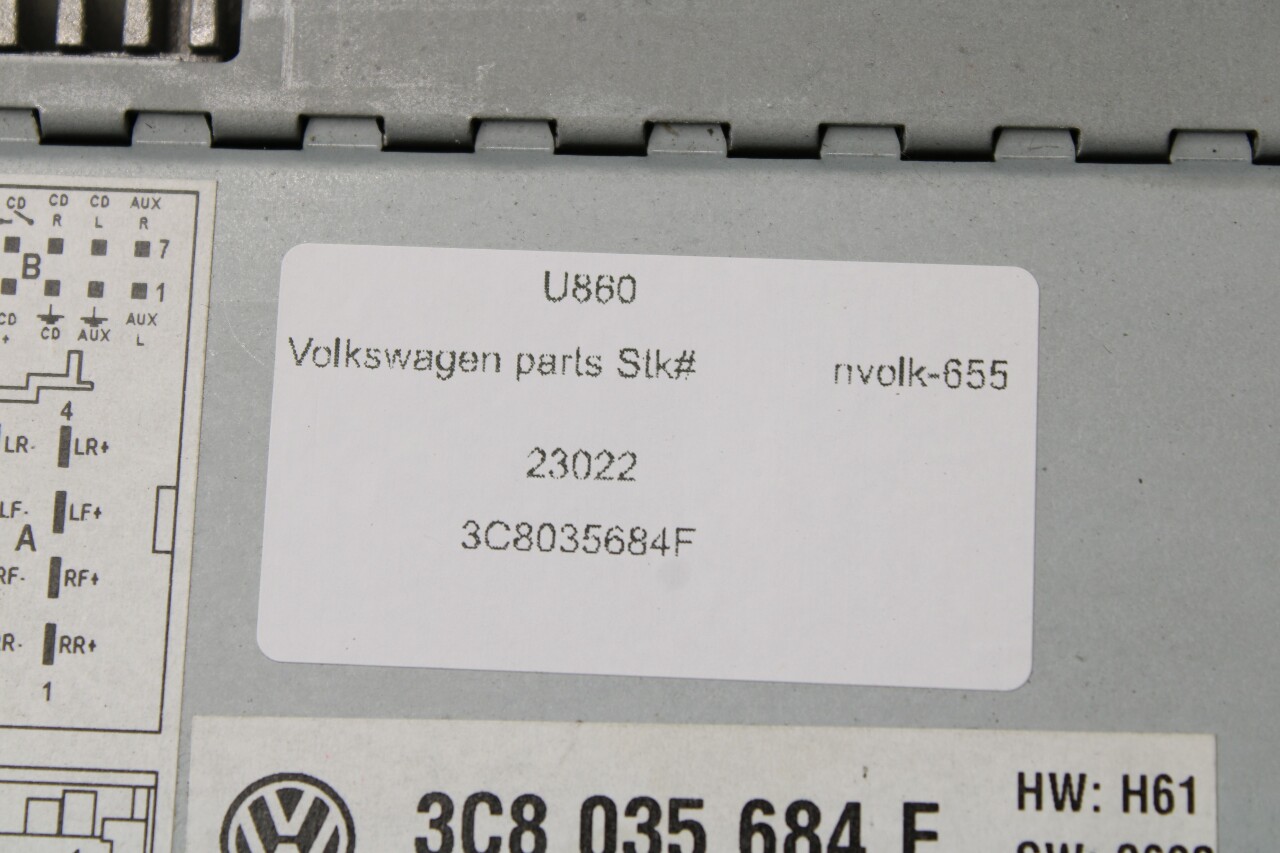 CD CD CD AUX
R L R
7
B
1
CD CD AUX AUX
+ L
4
LR- LR+
LF- LF+
A
RF- RF+
RR+
1
U860
Volkswagen parts Stk# nvolk-655
23022
3C8035684F
3C8 035 684 F
HW: H61